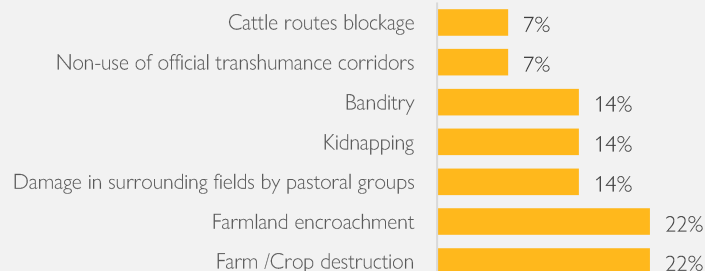 Cattle routes blockage 7%
Non-use of official transhumance corridors 7%
Banditry 14%
Kidnapping 14%
Damage in surrounding fields by pastoral groups 14%
Farmland encroachment 22%
Farm /Crop destruction 22%